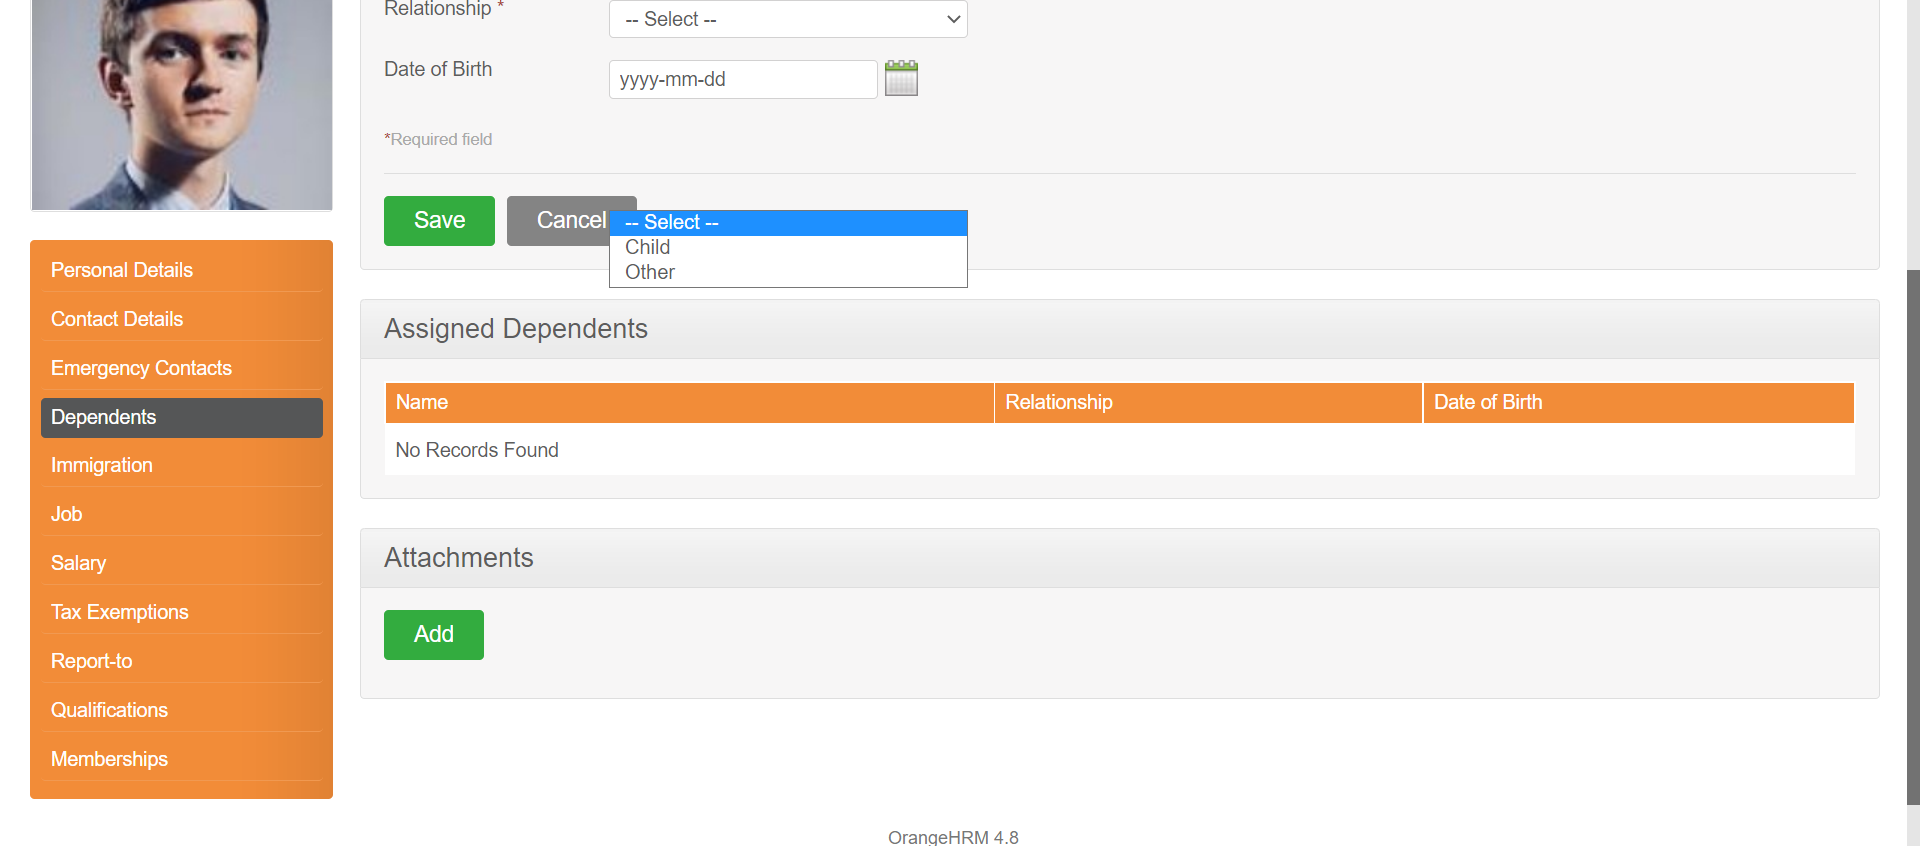 Relationship *
-- Select --
Date of Birth
yyyy-mm-dd
*Required field
Save
Cancel
-- Select --
Child
Other
Personal Details
Contact Details
Emergency Contacts
Dependents
Immigration
Job
Salary
Tax Exemptions
Report-to
Qualifications
Memberships
Assigned Dependents
Name Relationship Date of Birth
No Records Found
Attachments
Add
OrangeHRM 4.8